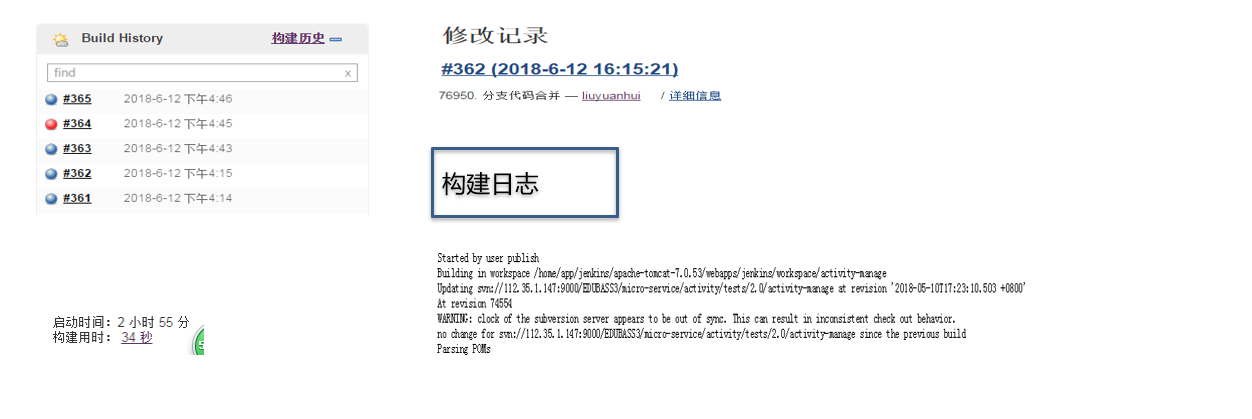 Build History 构建历史
find x
#365 2018-6-12 下午4:46
#364 2018-6-12 下午4:45
#363 2018-6-12 下午4:43
#362 2018-6-12 下午4:15
#361 2018-6-12 下午4:14
启动时间：2 小时 55 分
构建用时： 34 秒
修改记录
#362 (2018-6-12 16:15:21)
76950. 分支代码合并 — liuyuanhui / 详细信息
构建日志
Started by user publish
Building in workspace /home/app/jenkins/apache-tomcat-7.0.53/webapps/jenkins/workspace/activity-manage
Updating svn://112.35.1.147:9000/EDUBASS3/micro-service/activity/tests/2.0/activity-manage at revision '2018-05-10T17:23:10.503 +0800'
At revision 74554
WARNING: clock of the subversion server appears to be out of sync. This can result in inconsistent check out behavior.
no change for svn://112.35.1.147:9000/EDUBASS3/micro-service/activity/tests/2.0/activity-manage since the previous build
Parsing POMs